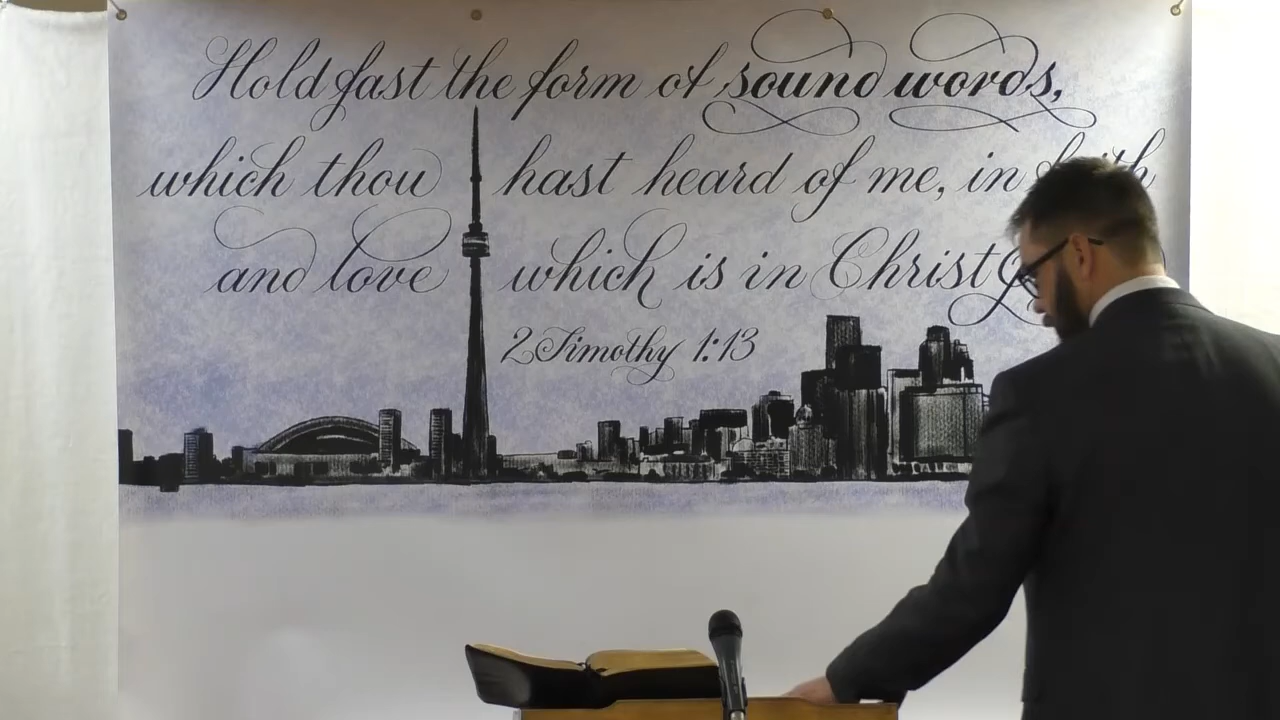 Hold fast the form of sound words,
which thou hast heard of me, in faith
and love which is in Christ
2 Timothy 1:13